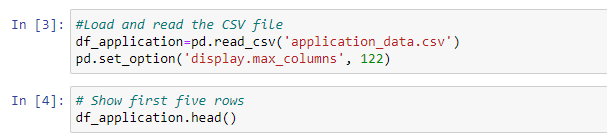 In [3]: #Load and read the CSV file
df_application=pd.read_csv('application_data.csv')
pd.set_option('display.max_columns', 122)
In [4]: # Show first five rows
df_application.head()